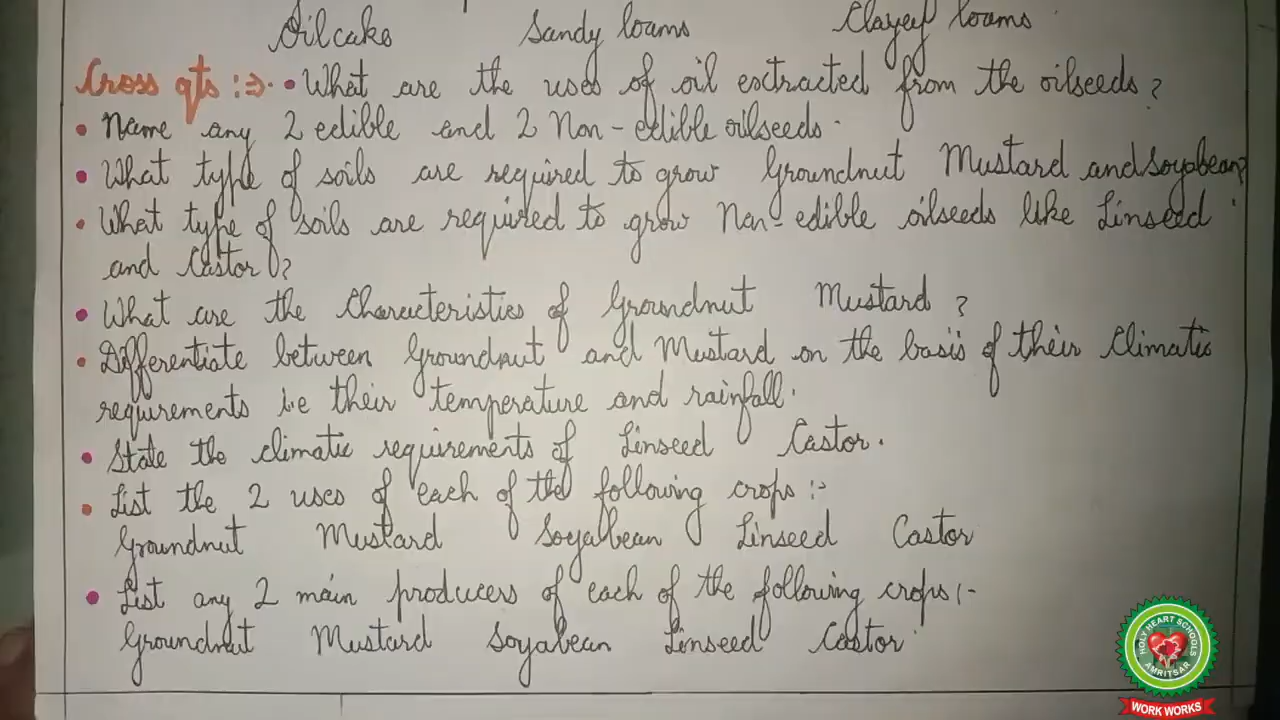 Oilcake Sandy loams Clayey loams
Cross qts :⇒ • What are the uses of oil extracted from the oilseeds?
• Name any 2 edible and 2 Non-edible oilseeds.
• What type of soils are required to grow Groundnut Mustard and Soyabean?
• What type of soils are required to grow Non-edible oilseeds like Linseed
and Castor?
• What are the Characteristics of Groundnut Mustard?
• Differentiate between Groundnut and Mustard on the basis of their Climatic
requirements i.e their temperature and rainfall.
• State the climatic requirements of Linseed Castor.
• List the 2 uses of each of the following crops :-
Groundnut Mustard Soyabean Linseed Castor
• List any 2 main producers of each of the following crops :-
Groundnut Mustard Soyabean Linseed Castor.
HOLY HEART SCHOOLS
AMRITSAR
WORK WORKS